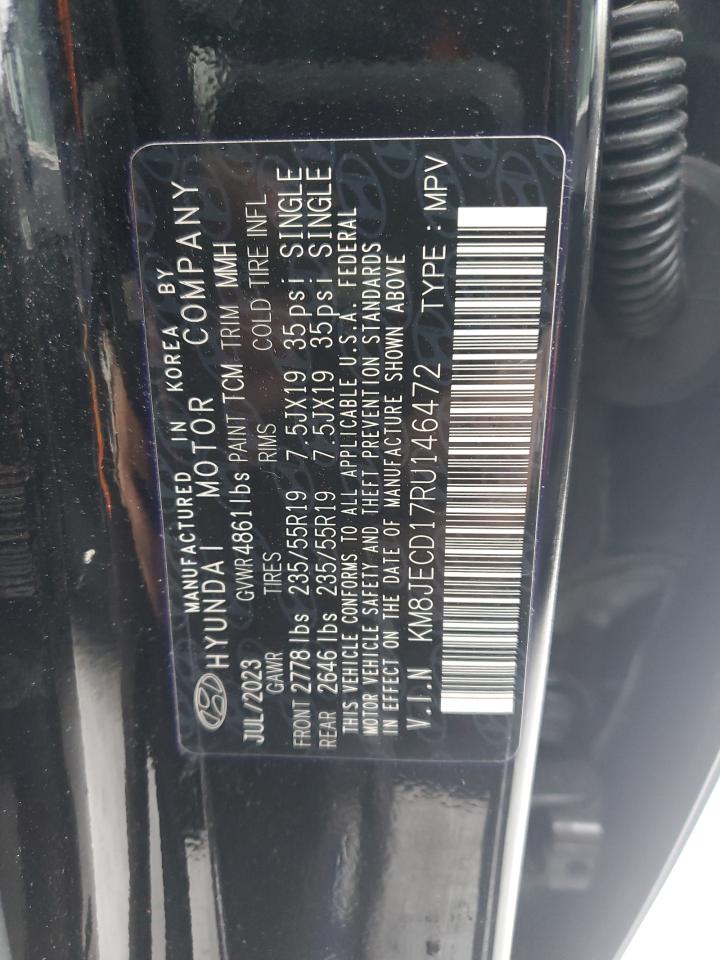 MANUFACTURED IN KOREA BY
HYUNDAI MOTOR COMPANY
JUL/2023 GVWR 4861 lbs PAINT TCM TRIM MMH
GAWR TIRES RIMS COLD TIRE INFL
FRONT 2778 lbs 235/55R19 7.5JX19 35psi SINGLE
REAR 2646 lbs 235/55R19 7.5JX19 35psi SINGLE
THIS VEHICLE CONFORMS TO ALL APPLICABLE U.S.A. FEDERAL
MOTOR VEHICLE SAFETY AND THEFT PREVENTION STANDARDS
IN EFFECT ON THE DATE OF MANUFACTURE SHOWN ABOVE
V.I.N KM8JECD17RU146472 TYPE : MPV